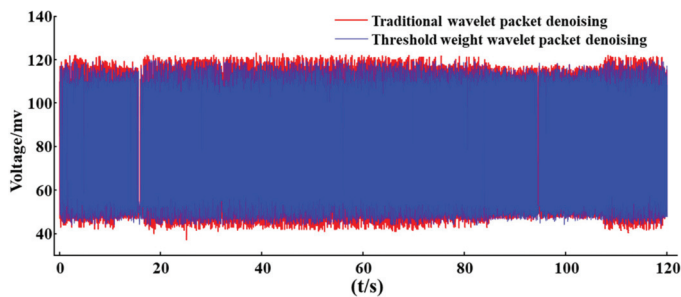 Traditional wavelet packet denoising
Threshold weight wavelet packet denoising
Voltage/mv
140
120
100
80
60
40
0 20 40 60 80 100 120
(t/s)